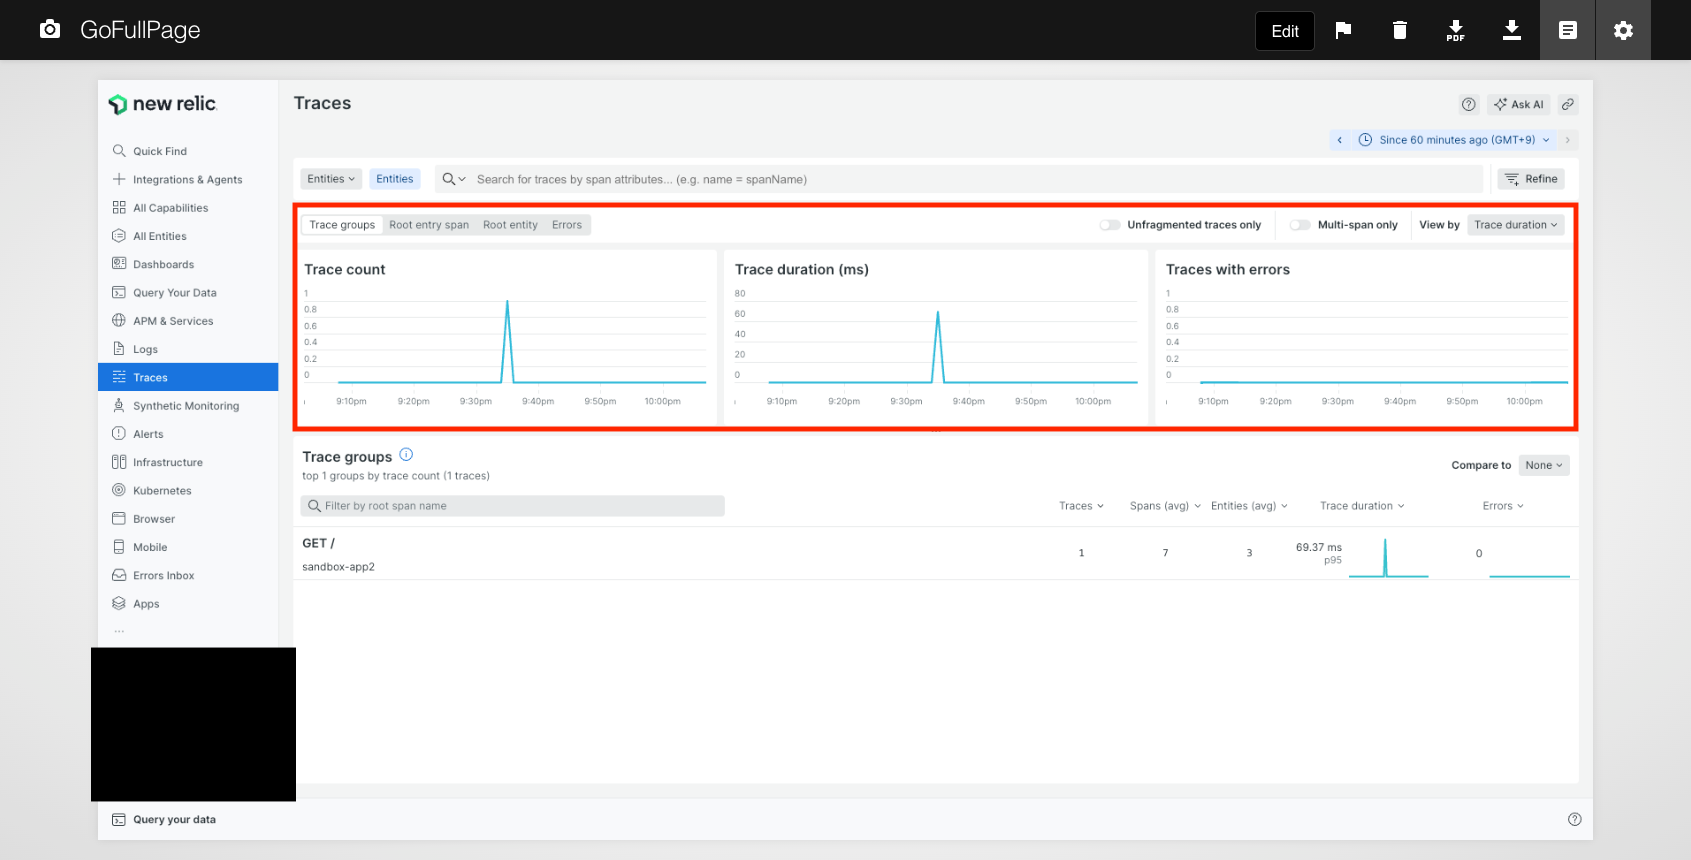 GoFullPage
Edit
PDF
new relic
Traces
Ask AI
Since 60 minutes ago (GMT+9)
Quick Find
Integrations & Agents
All Capabilities
All Entities
Dashboards
Query Your Data
APM & Services
Logs
Traces
Synthetic Monitoring
Alerts
Infrastructure
Kubernetes
Browser
Mobile
Errors Inbox
Apps
...
Entities
Entities
Search for traces by span attributes... (e.g. name = spanName)
Refine
Trace groups Root entry span Root entity Errors
Unfragmented traces only
Multi-span only
View by Trace duration
Trace count
1
0.8
0.6
0.4
0.2
0
9:10pm 9:20pm 9:30pm 9:40pm 9:50pm 10:00pm
Trace duration (ms)
80
60
40
20
0
9:10pm 9:20pm 9:30pm 9:40pm 9:50pm 10:00pm
Traces with errors
1
0.8
0.6
0.4
0.2
0
9:10pm 9:20pm 9:30pm 9:40pm 9:50pm 10:00pm
Trace groups
top 1 groups by trace count (1 traces)
Compare to None
Filter by root span name
Traces Spans (avg) Entities (avg) Trace duration Errors
GET /
sandbox-app2
1 7 3 69.37 ms 0
p95
Query your data